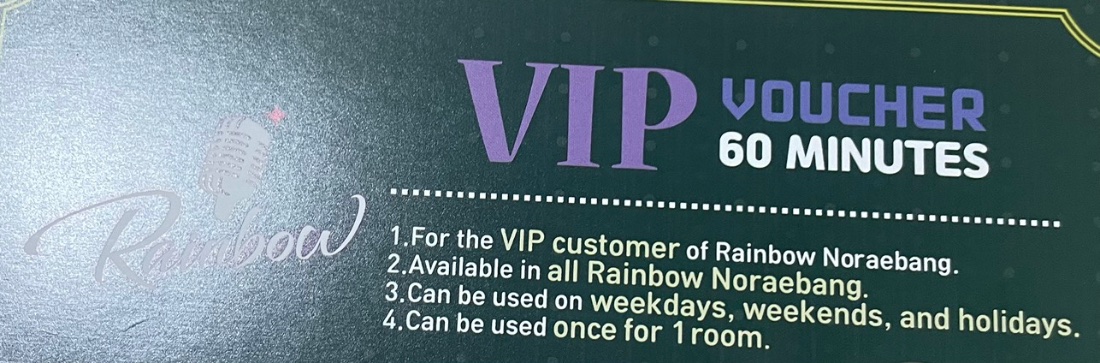 VIP VOUCHER
60 MINUTES
Rainbow
1.For the VIP customer of Rainbow Noraebang.
2.Available in all Rainbow Noraebang.
3.Can be used on weekdays, weekends, and holidays.
4.Can be used once for 1 room.